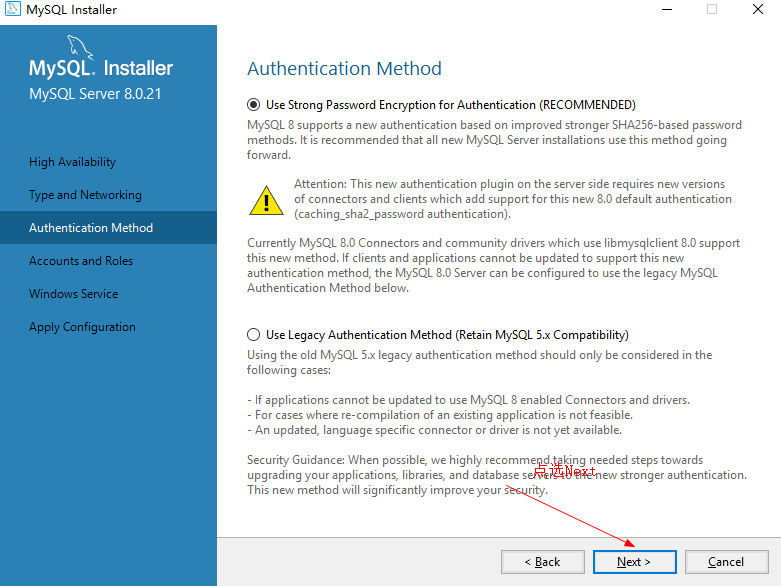 MySQL Installer
MySQL. Installer
MySQL Server 8.0.21
High Availability
Type and Networking
Authentication Method
Accounts and Roles
Windows Service
Apply Configuration
Authentication Method
Use Strong Password Encryption for Authentication (RECOMMENDED)
MySQL 8 supports a new authentication based on improved stronger SHA256-based password
methods. It is recommended that all new MySQL Server installations use this method going
forward.
Attention: This new authentication plugin on the server side requires new versions
of connectors and clients which add support for this new 8.0 default authentication
(caching_sha2_password authentication).
Currently MySQL 8.0 Connectors and community drivers which use libmysqlclient 8.0 support
this new method. If clients and applications cannot be updated to support this new
authentication method, the MySQL 8.0 Server can be configured to use the legacy MySQL
Authentication Method below.
Use Legacy Authentication Method (Retain MySQL 5.x Compatibility)
Using the old MySQL 5.x legacy authentication method should only be considered in the
following cases:
- If applications cannot be updated to use MySQL 8 enabled Connectors and drivers.
- For cases where re-compilation of an existing application is not feasible.
- An updated, language specific connector or driver is not yet available.
Security Guidance: When possible, we highly recommend taking needed steps towards
upgrading your applications, libraries, and database servers to the new stronger authentication.
This new method will significantly improve your security.
点选Next
< Back
Next >
Cancel